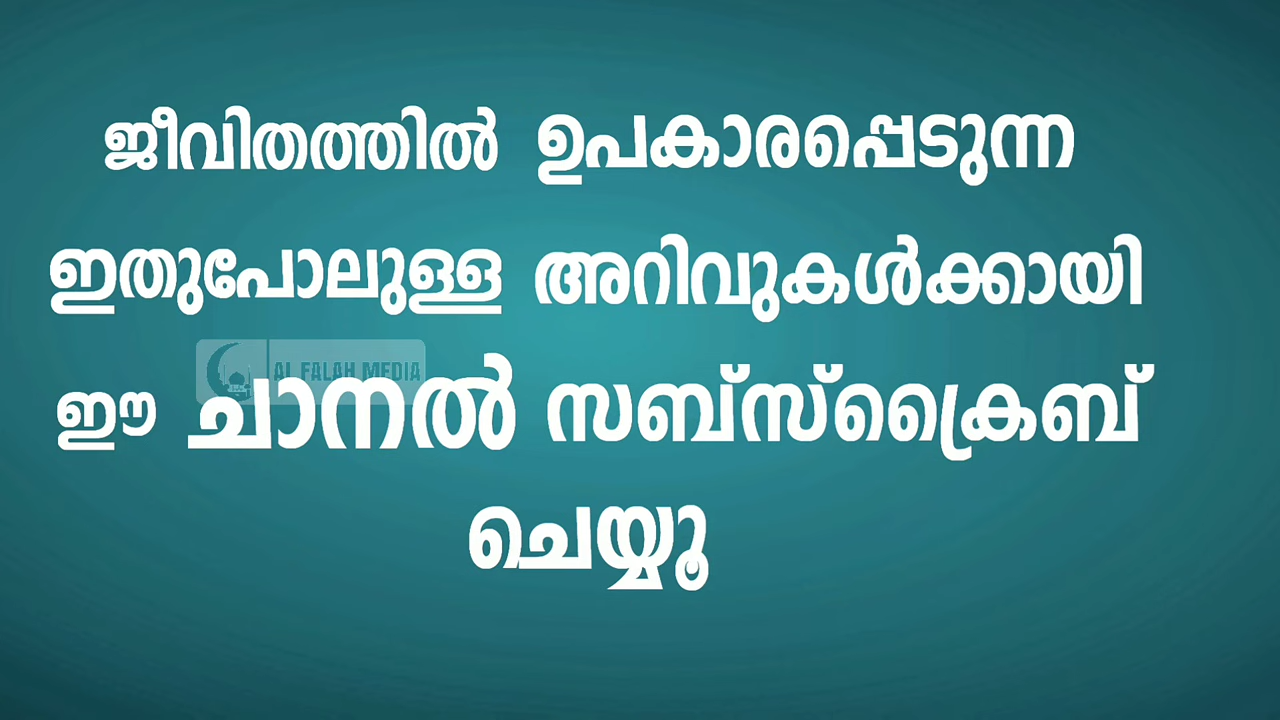 ജീവിതത്തിൽ ഉപകാരപ്പെടുന്ന
ഇതുപോലുള്ള അറിവുകൾക്കായി
AL FALAH MEDIA
ഈ ചാനൽ സബ്സ്ക്രൈബ്
ചെയ്യൂ